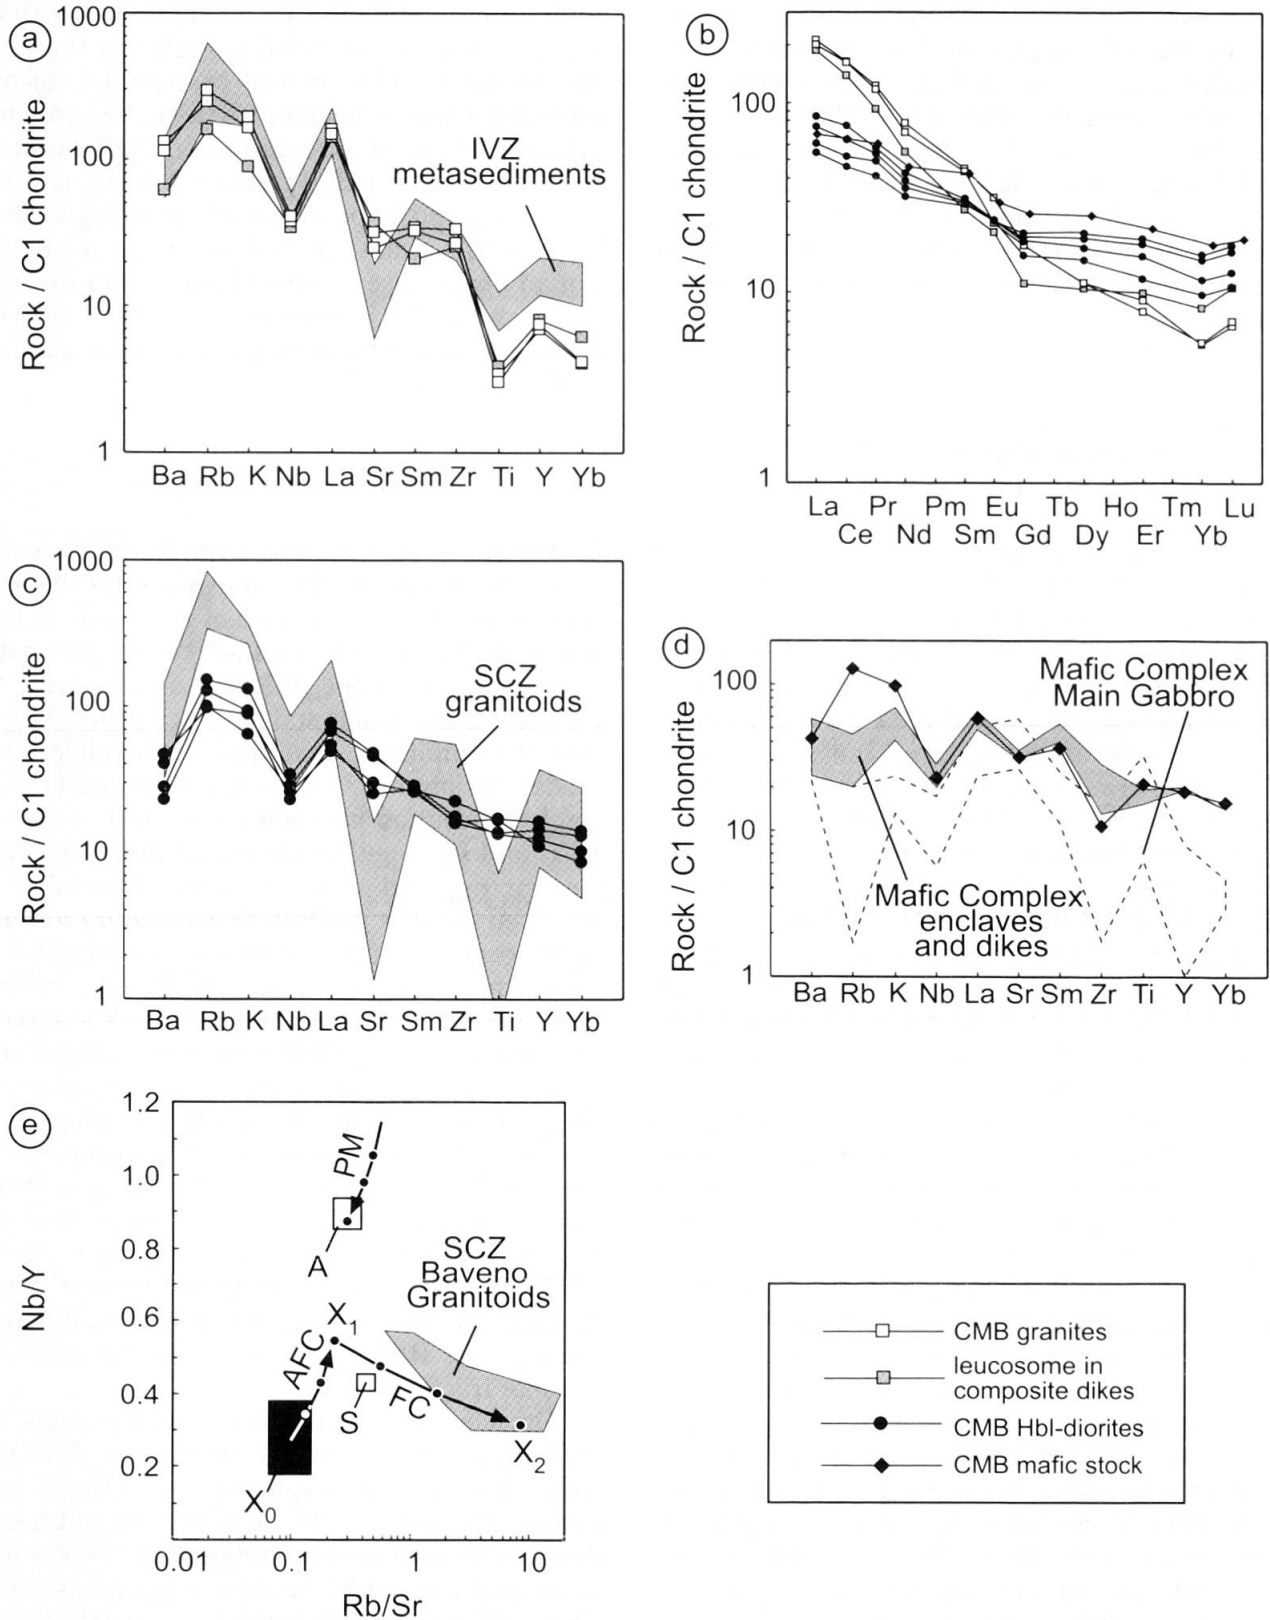 a
1000
100
10
1
Rock / C1 chondrite
IVZ
metasediments
Ba Rb K Nb La Sr Sm Zr Ti Y Yb
b
100
10
1
Rock / C1 chondrite
La Pr Pm Eu Tb Ho Tm Lu
Ce Nd Sm Gd Dy Er Yb
c
1000
100
10
1
Rock / C1 chondrite
SCZ
granitoids
Ba Rb K Nb La Sr Sm Zr Ti Y Yb
d
100
10
1
Rock / C1 chondrite
Mafic Complex
Main Gabbro
Mafic Complex
enclaves
and dikes
Ba Rb K Nb La Sr Sm Zr Ti Y Yb
e
1.2
1.0
0.8
0.6
0.4
0.2
Nb/Y
PM
A
X1
AFC
S
FC
X0
X2
SCZ
Baveno
Granitoids
0.01 0.1 1 10
Rb/Sr
CMB granites
leucosome in
composite dikes
CMB Hbl-diorites
CMB mafic stock